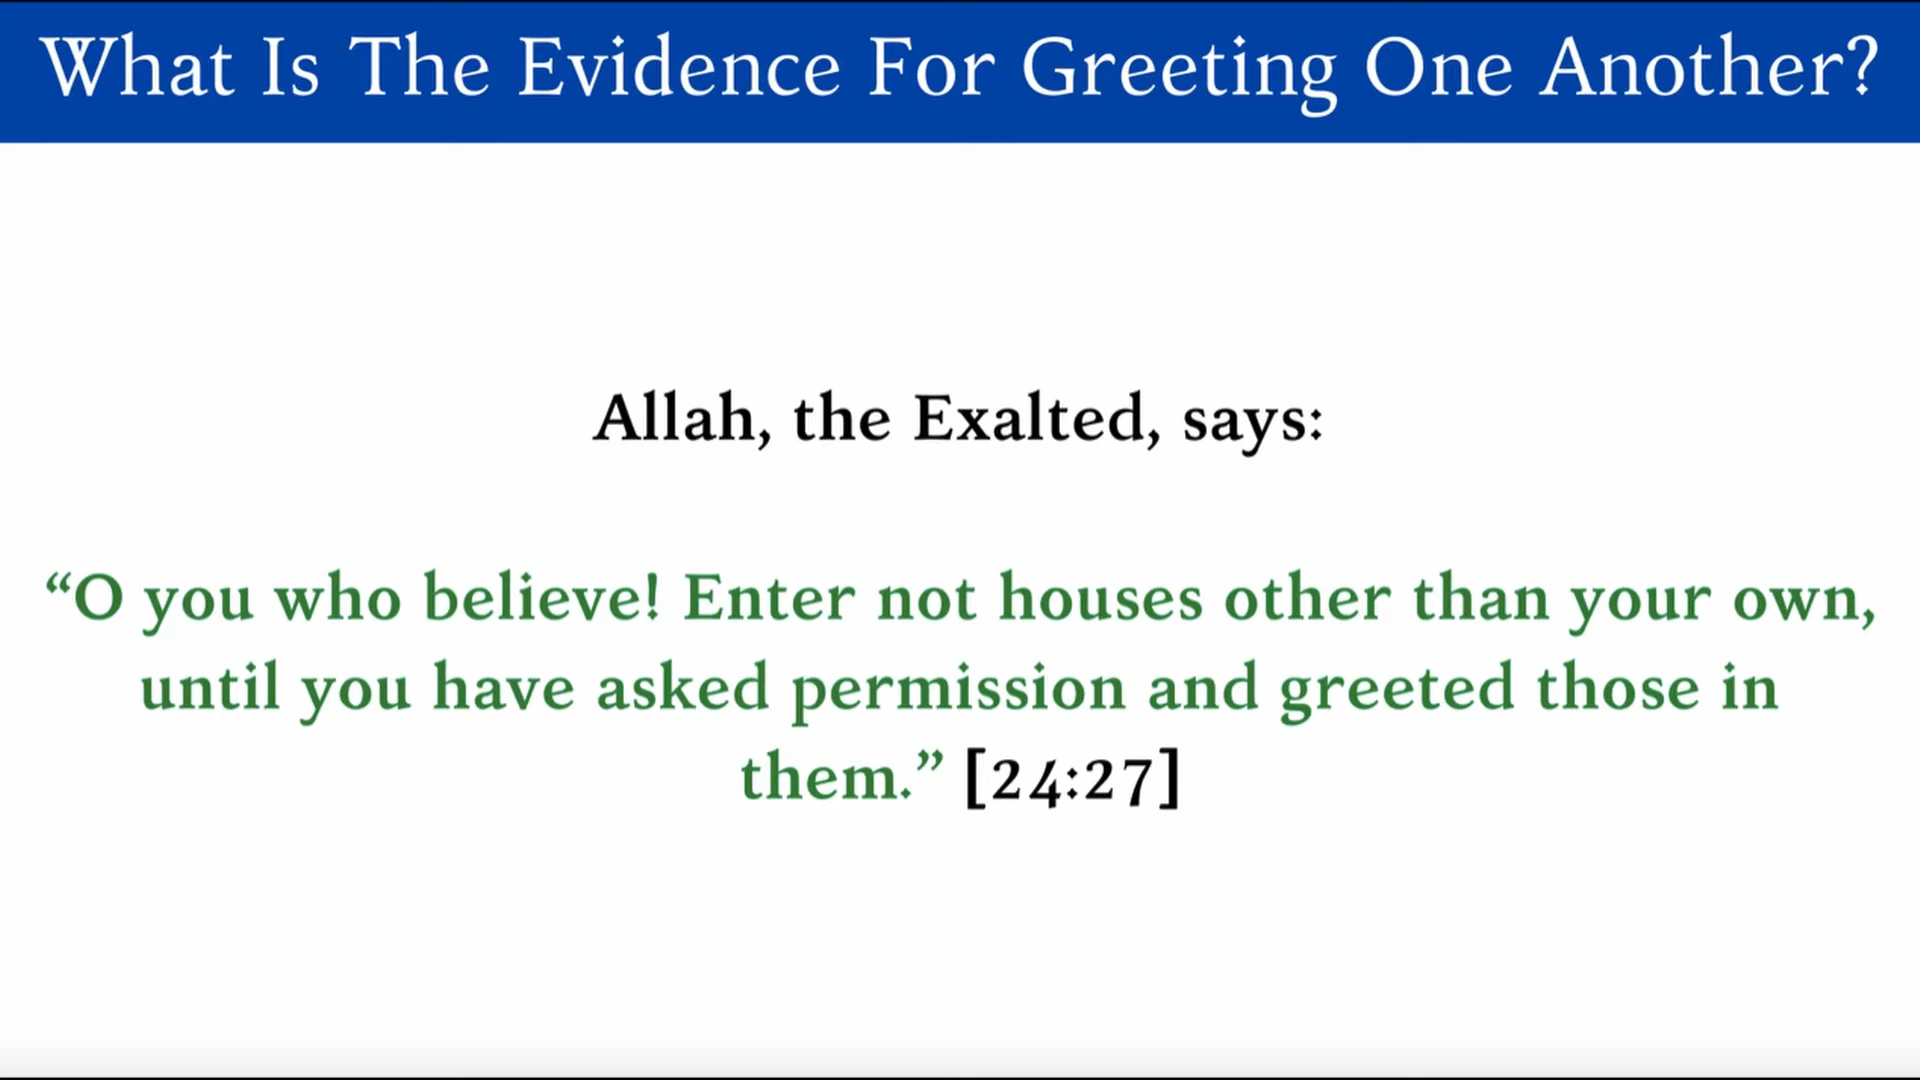 What Is The Evidence For Greeting One Another?
Allah, the Exalted, says:
“O you who believe! Enter not houses other than your own,
until you have asked permission and greeted those in
them.” [24:27]